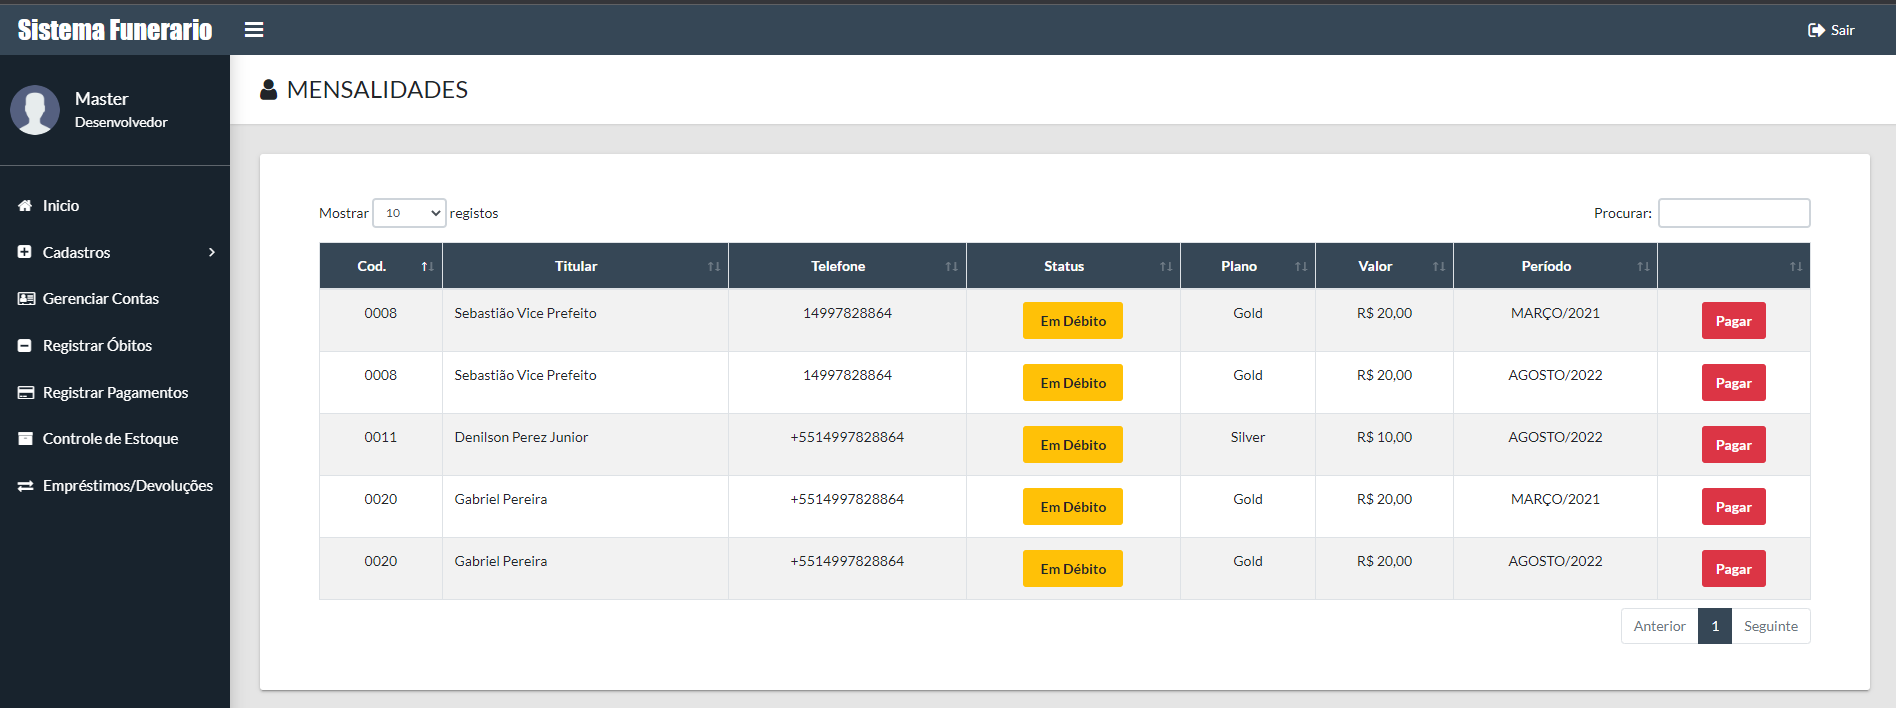 Sistema Funerario
Sair
Master
Desenvolvedor
Inicio
Cadastros
Gerenciar Contas
Registrar Óbitos
Registrar Pagamentos
Controle de Estoque
Empréstimos/Devoluções
MENSALIDADES
Mostrar 10 registos
Procurar:
Cod. Titular Telefone Status Plano Valor Período
0008 Sebastião Vice Prefeito 14997828864 Em Débito Gold R$ 20,00 MARÇO/2021 Pagar
0008 Sebastião Vice Prefeito 14997828864 Em Débito Gold R$ 20,00 AGOSTO/2022 Pagar
0011 Denilson Perez Junior +5514997828864 Em Débito Silver R$ 10,00 AGOSTO/2022 Pagar
0020 Gabriel Pereira +5514997828864 Em Débito Gold R$ 20,00 MARÇO/2021 Pagar
0020 Gabriel Pereira +5514997828864 Em Débito Gold R$ 20,00 AGOSTO/2022 Pagar
Anterior 1 Seguinte